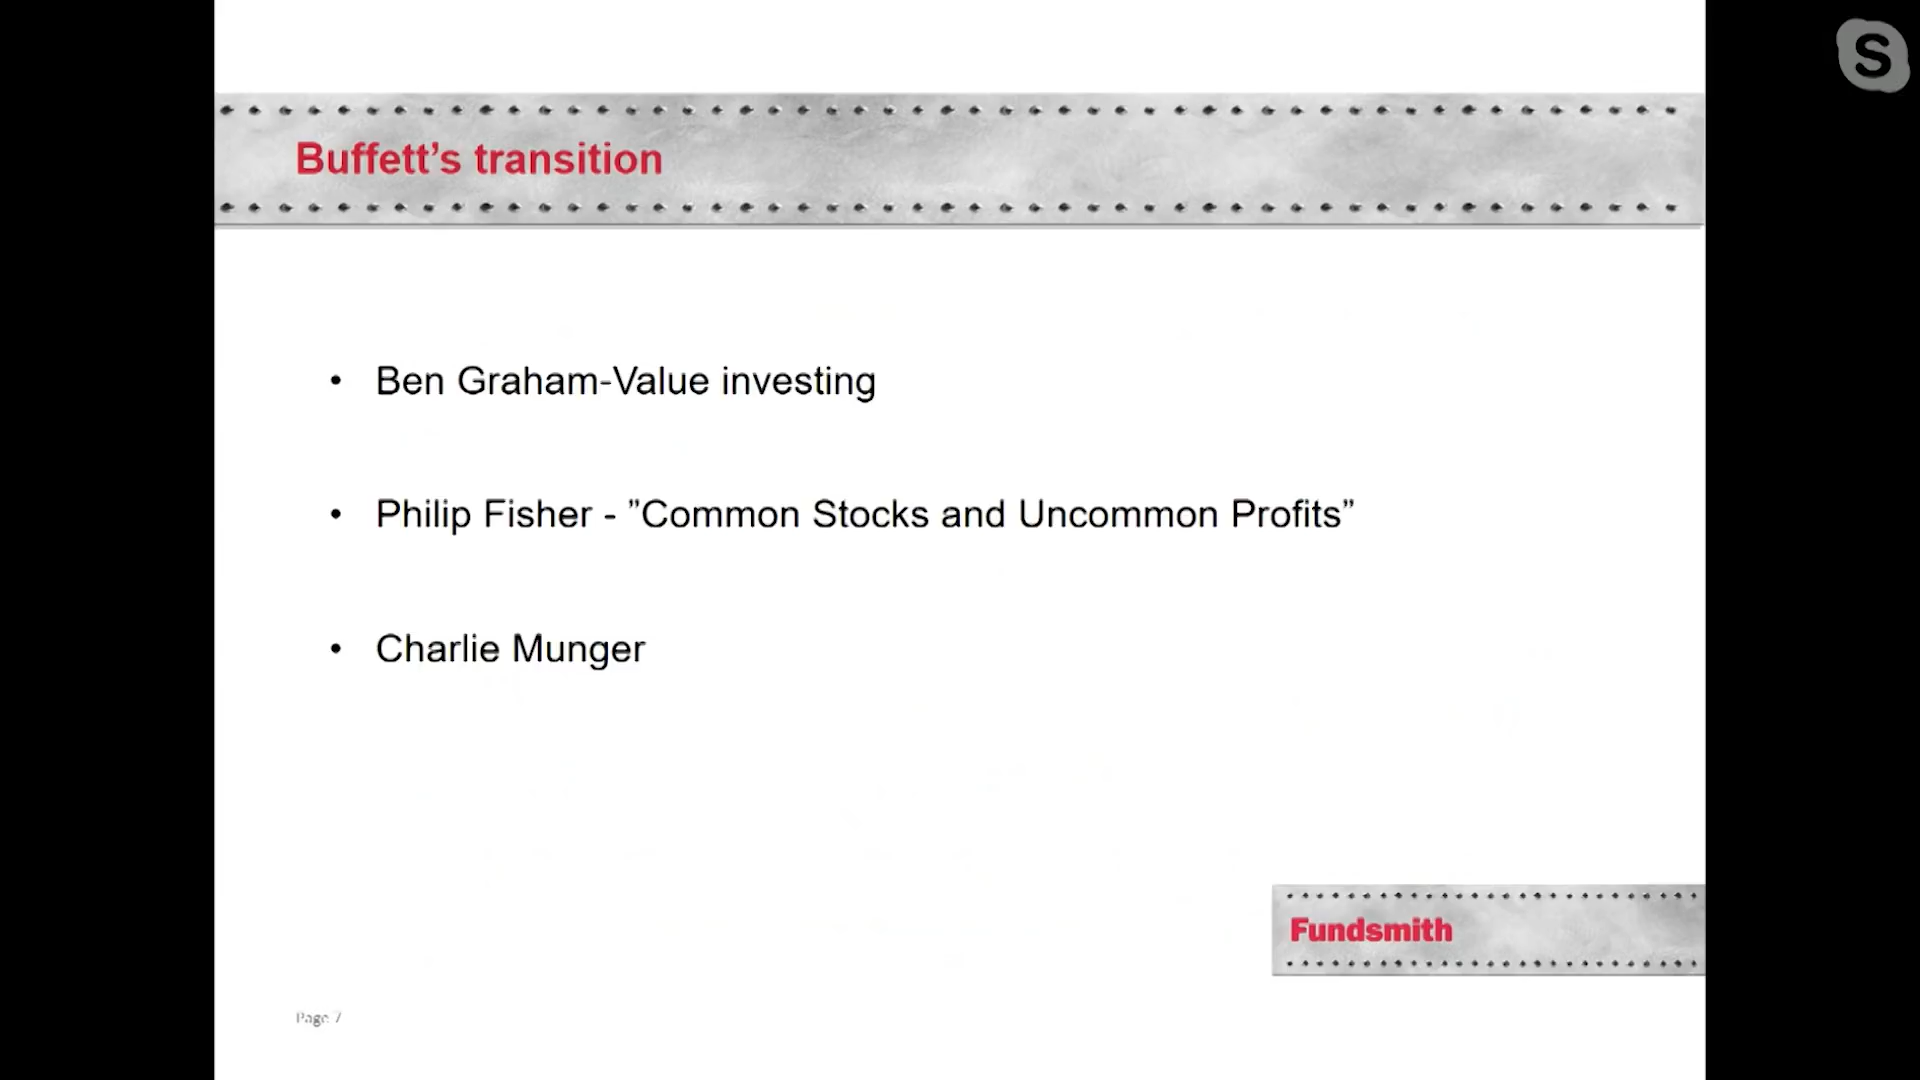 Buffett’s transition
• Ben Graham-Value investing
• Philip Fisher - ”Common Stocks and Uncommon Profits”
• Charlie Munger
Fundsmith
Page 7
S